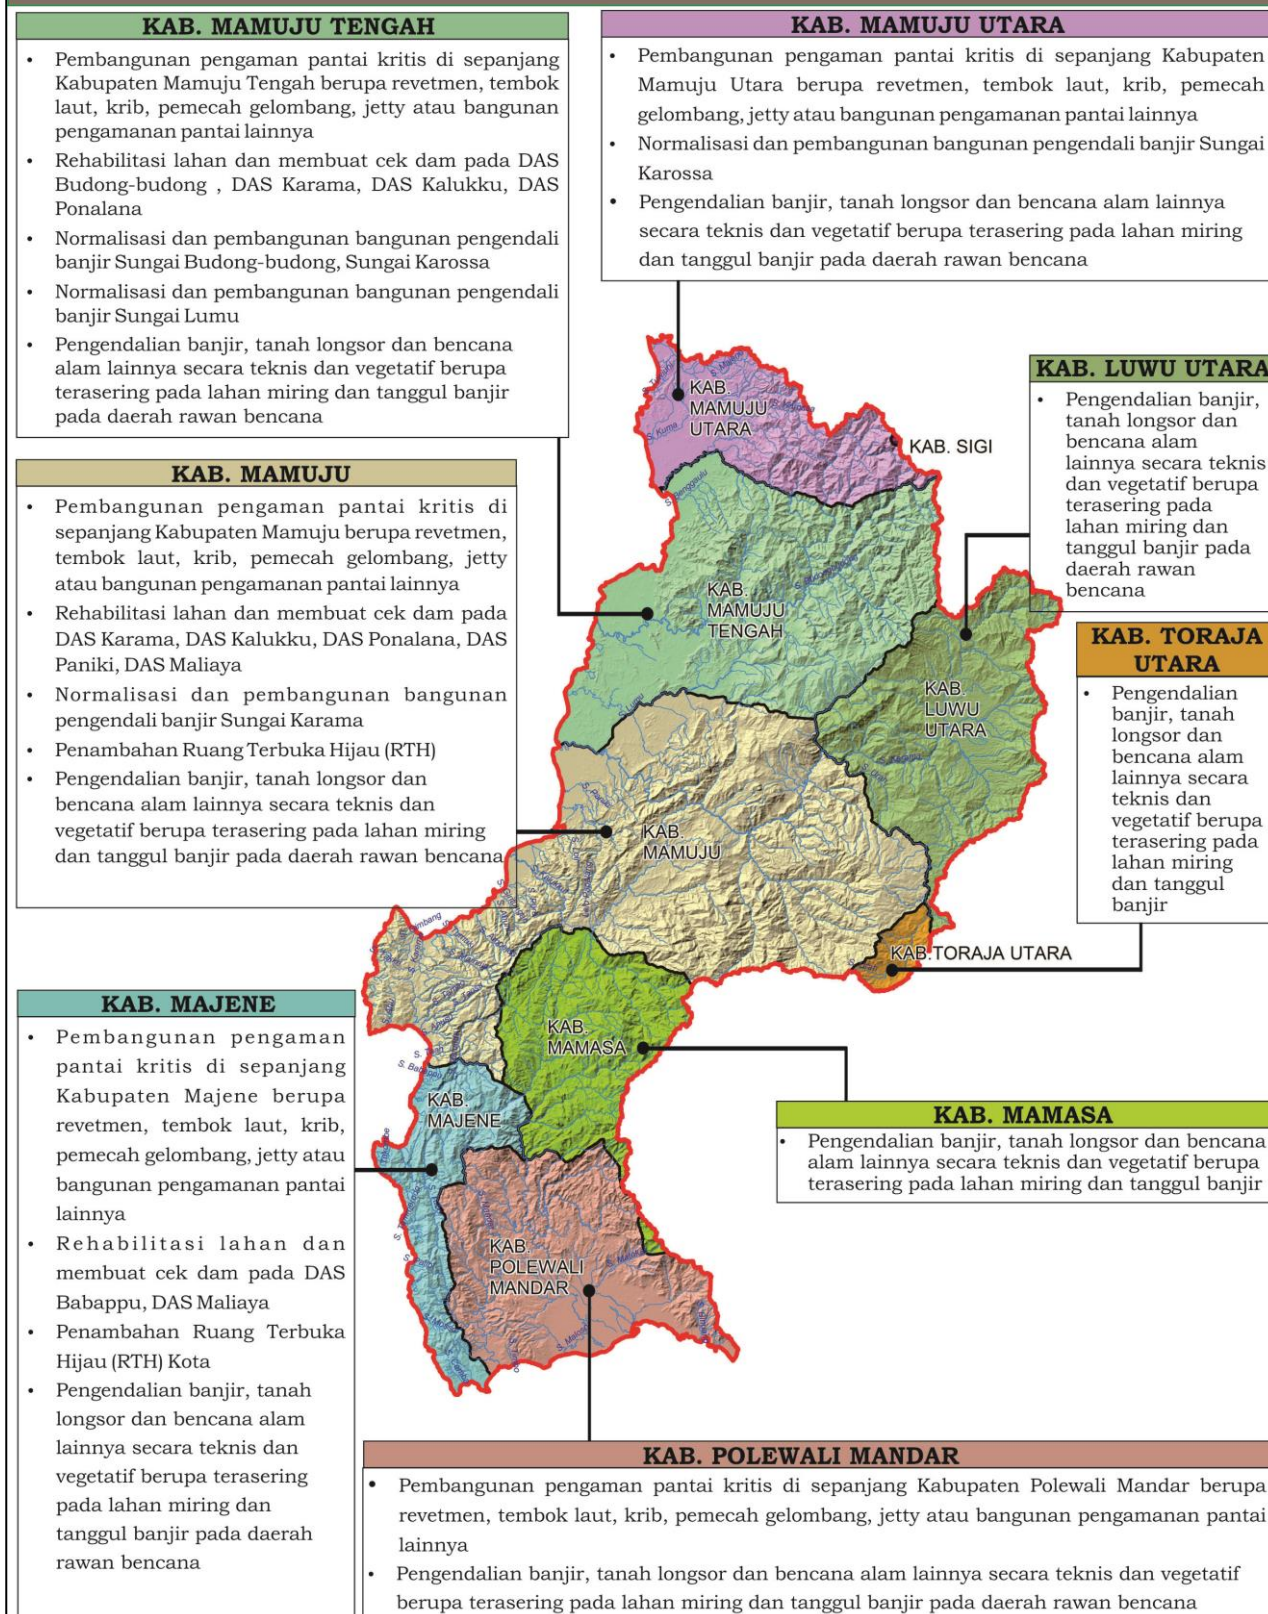 KAB. MAMUJU TENGAH
• Pembangunan pengaman pantai kritis di sepanjang
Kabupaten Mamuju Tengah berupa revetmen, tembok
laut, krib, pemecah gelombang, jetty atau bangunan
pengamanan pantai lainnya
• Rehabilitasi lahan dan membuat cek dam pada DAS
Budong-budong , DAS Karama, DAS Kalukku, DAS
Ponalana
• Normalisasi dan pembangunan bangunan pengendali
banjir Sungai Budong-budong, Sungai Karossa
• Normalisasi dan pembangunan bangunan pengendali
banjir Sungai Lumu
• Pengendalian banjir, tanah longsor dan bencana
alam lainnya secara teknis dan vegetatif berupa
terasering pada lahan miring dan tanggul banjir
pada daerah rawan bencana
KAB. MAMUJU UTARA
• Pembangunan pengaman pantai kritis di sepanjang Kabupaten
Mamuju Utara berupa revetmen, tembok laut, krib, pemecah
gelombang, jetty atau bangunan pengamanan pantai lainnya
• Normalisasi dan pembangunan bangunan pengendali banjir Sungai
Karossa
• Pengendalian banjir, tanah longsor dan bencana alam lainnya
secara teknis dan vegetatif berupa terasering pada lahan miring
dan tanggul banjir pada daerah rawan bencana
KAB. LUWU UTARA
• Pengendalian banjir,
tanah longsor dan
bencana alam
lainnya secara teknis
dan vegetatif berupa
terasering pada
lahan miring dan
tanggul banjir pada
daerah rawan
bencana
KAB. MAMUJU
• Pembangunan pengaman pantai kritis di
sepanjang Kabupaten Mamuju berupa revetmen,
tembok laut, krib, pemecah gelombang, jetty
atau bangunan pengamanan pantai lainnya
• Rehabilitasi lahan dan membuat cek dam pada
DAS Karama, DAS Kalukku, DAS Ponalana, DAS
Paniki, DAS Maliaya
• Normalisasi dan pembangunan bangunan
pengendali banjir Sungai Karama
• Penambahan Ruang Terbuka Hijau (RTH)
• Pengendalian banjir, tanah longsor dan
bencana alam lainnya secara teknis dan
vegetatif berupa terasering pada lahan miring
dan tanggul banjir pada daerah rawan bencana
KAB. TORAJA
UTARA
• Pengendalian
banjir, tanah
longsor dan
bencana alam
lainnya secara
teknis dan
vegetatif berupa
terasering pada
lahan miring
dan tanggul
banjir
KAB.
MAMUJU
UTARA
S. Kuma
KAB. SIGI
KAB.
MAMUJU
TENGAH
KAB.
LUWU
UTARA
KAB.
MAMUJU
KAB.TORAJA UTARA
KAB.
MAMASA
KAB.
MAJENE
KAB.
POLEWALI
MANDAR
KAB. MAJENE
• Pembangunan pengaman
pantai kritis di sepanjang
Kabupaten Majene berupa
revetmen, tembok laut, krib,
pemecah gelombang, jetty atau
bangunan pengamanan pantai
lainnya
• Rehabilitasi lahan dan
membuat cek dam pada DAS
Babappu, DAS Maliaya
• Penambahan Ruang Terbuka
Hijau (RTH) Kota
• Pengendalian banjir, tanah
longsor dan bencana alam
lainnya secara teknis dan
vegetatif berupa terasering
pada lahan miring dan
tanggul banjir pada daerah
rawan bencana
KAB. MAMASA
• Pengendalian banjir, tanah longsor dan bencana
alam lainnya secara teknis dan vegetatif berupa
terasering pada lahan miring dan tanggul banjir
KAB. POLEWALI MANDAR
• Pembangunan pengaman pantai kritis di sepanjang Kabupaten Polewali Mandar berupa
revetmen, tembok laut, krib, pemecah gelombang, jetty atau bangunan pengamanan pantai
lainnya
• Pengendalian banjir, tanah longsor dan bencana alam lainnya secara teknis dan vegetatif
berupa terasering pada lahan miring dan tanggul banjir pada daerah rawan bencana